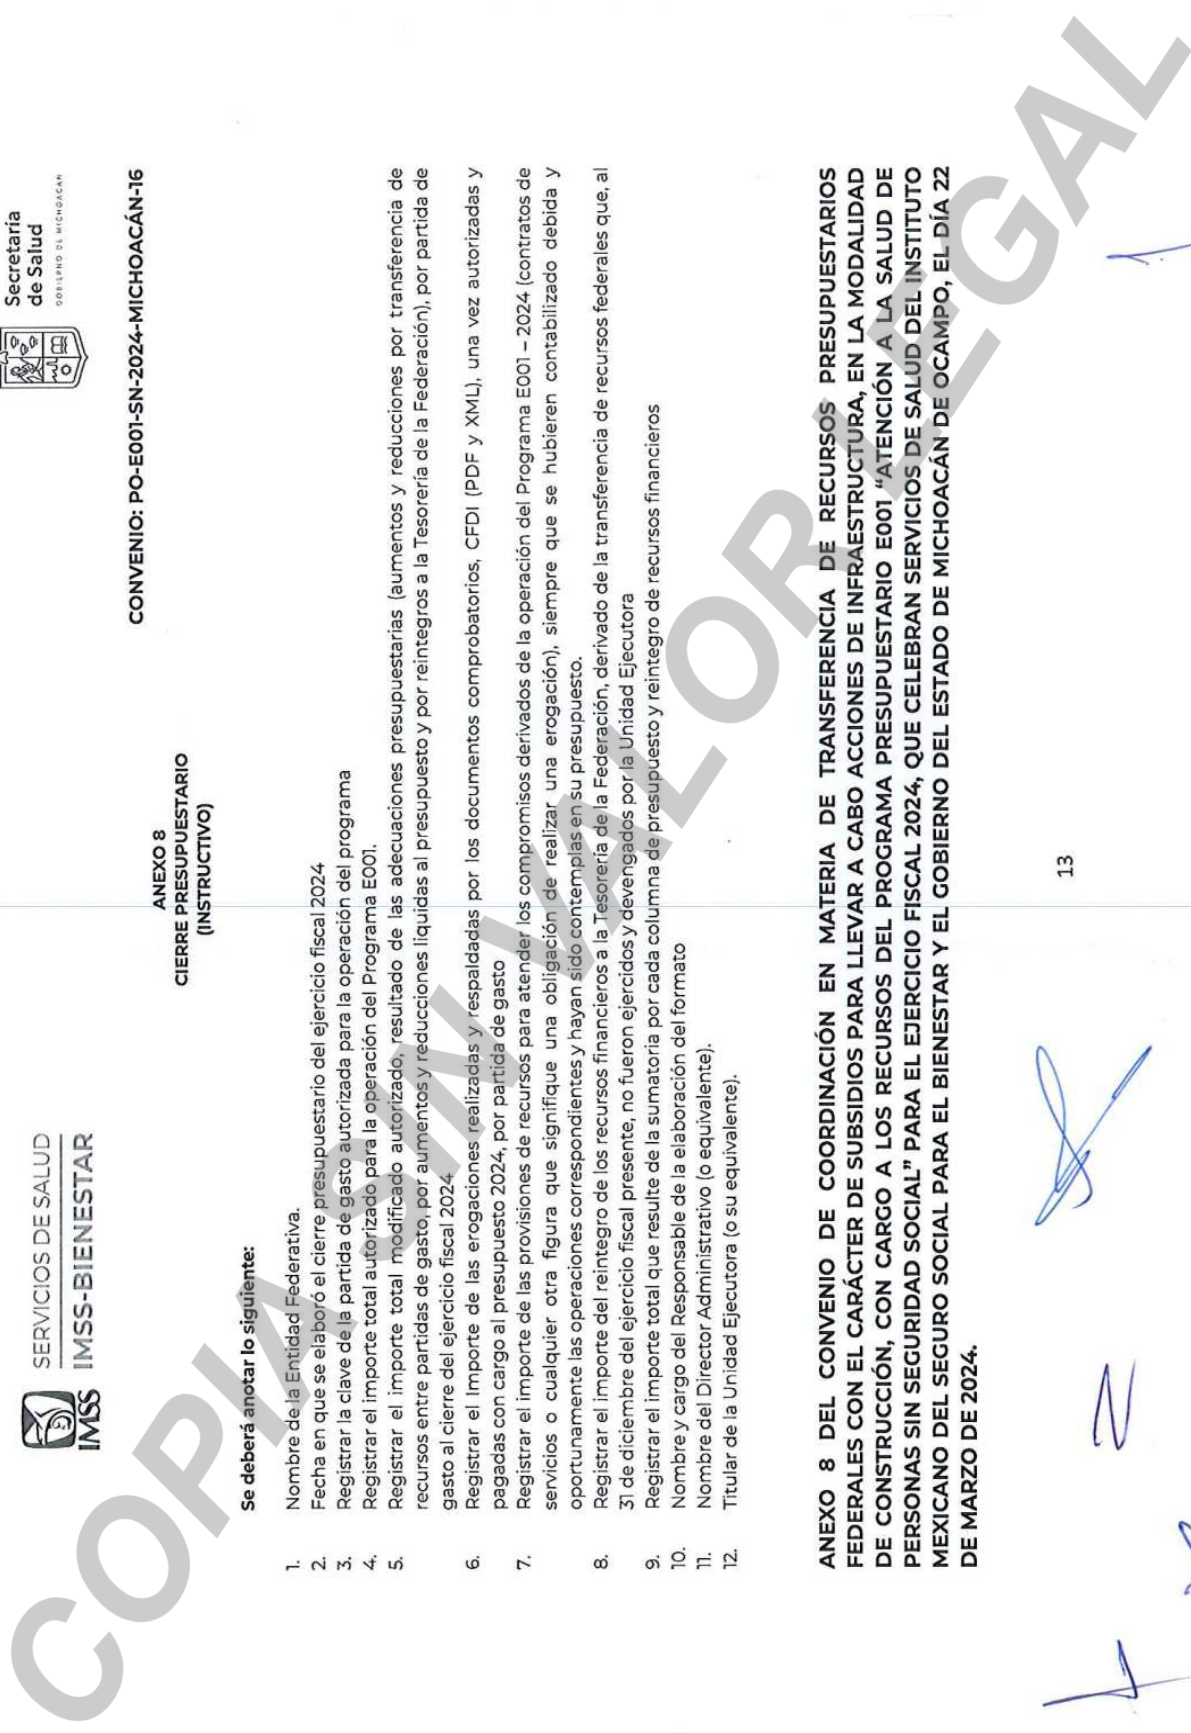 SERVICIOS DE SALUD
IMSS-BIENESTAR
IMSS
Secretaría
de Salud
GOBIERNO DE MICHOACÁN
CONVENIO: PO-E001-SN-2024-MICHOACÁN-16
ANEXO 8
CIERRE PRESUPUESTARIO
(INSTRUCTIVO)
Se deberá anotar lo siguiente:
1. Nombre de la Entidad Federativa.
2. Fecha en que se elaboró el cierre presupuestario del ejercicio fiscal 2024
3. Registrar la clave de la partida de gasto autorizada para la operación del programa
4. Registrar el importe total autorizado para la operación del Programa E001.
5. Registrar el importe total modificado autorizado, resultado de las adecuaciones presupuestarias (aumentos y reducciones por transferencia de
recursos entre partidas de gasto, por aumentos y reducciones liquidas al presupuesto y por reintegros a la Tesorería de la Federación), por partida de
gasto al cierre del ejercicio fiscal 2024
6. Registrar el Importe de las erogaciones realizadas y respaldadas por los documentos comprobatorios, CFDI (PDF y XML), una vez autorizadas y
pagadas con cargo al presupuesto 2024, por partida de gasto
7. Registrar el importe de las provisiones de recursos para atender los compromisos derivados de la operación del Programa E001 – 2024 (contratos de
servicios o cualquier otra figura que signifique una obligación de realizar una erogación), siempre que se hubieren contabilizado debida y
oportunamente las operaciones correspondientes y hayan sido contemplas en su presupuesto.
8. Registrar el importe del reintegro de los recursos financieros a la Tesorería de la Federación, derivado de la transferencia de recursos federales que, al
31 de diciembre del ejercicio fiscal presente, no fueron ejercidos y devengados por la Unidad Ejecutora
9. Registrar el importe total que resulte de la sumatoria por cada columna de presupuesto y reintegro de recursos financieros
10. Nombre y cargo del Responsable de la elaboración del formato
11. Nombre del Director Administrativo (o equivalente).
12. Titular de la Unidad Ejecutora (o su equivalente).
ANEXO 8 DEL CONVENIO DE COORDINACIÓN EN MATERIA DE TRANSFERENCIA DE RECURSOS PRESUPUESTARIOS
FEDERALES CON EL CARÁCTER DE SUBSIDIOS PARA LLEVAR A CABO ACCIONES DE INFRAESTRUCTURA, EN LA MODALIDAD
DE CONSTRUCCIÓN, CON CARGO A LOS RECURSOS DEL PROGRAMA PRESUPUESTARIO E001 “ATENCIÓN A LA SALUD DE
PERSONAS SIN SEGURIDAD SOCIAL” PARA EL EJERCICIO FISCAL 2024, QUE CELEBRAN SERVICIOS DE SALUD DEL INSTITUTO
MEXICANO DEL SEGURO SOCIAL PARA EL BIENESTAR Y EL GOBIERNO DEL ESTADO DE MICHOACÁN DE OCAMPO, EL DÍA 22
DE MARZO DE 2024.
13
COPIA SIN VALOR LEGAL